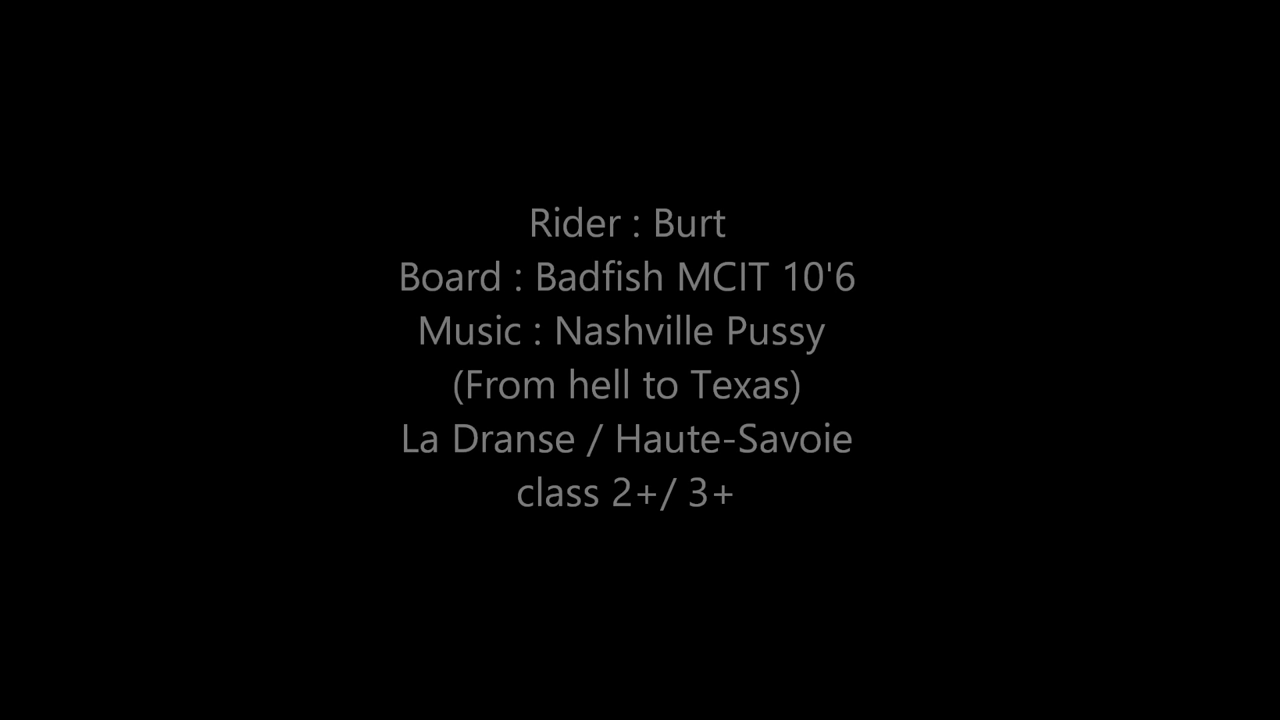 Rider : Burt
Board : Badfish MCIT 10'6
Music : Nashville Pussy
(From hell to Texas)
La Dranse / Haute-Savoie
class 2+/ 3+